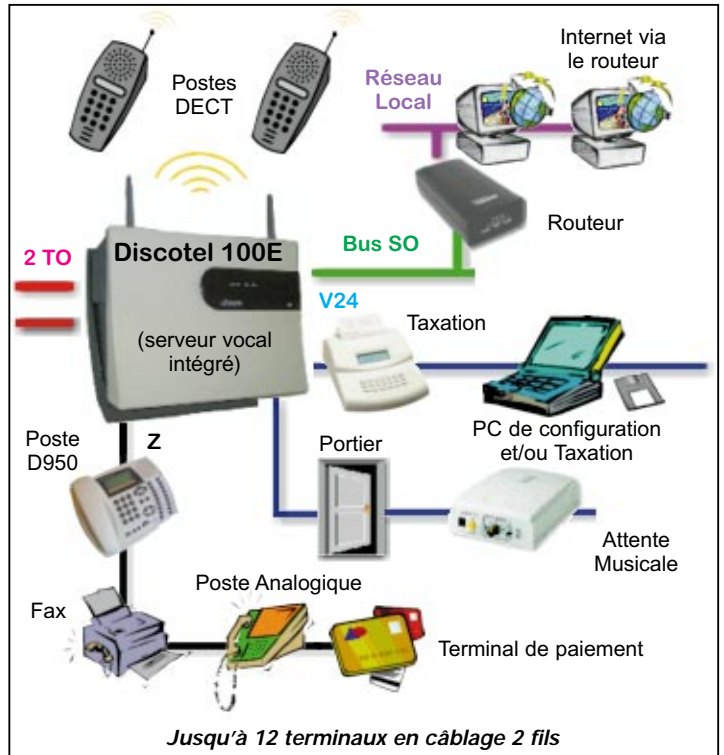 Postes
DECT
Réseau
Local
Internet via
le routeur
Routeur
2 TO
Discotel 100E
(serveur vocal
intégré)
Bus SO
V24
Taxation
PC de configuration
et/ou Taxation
Poste
D950
Z
Portier
Attente
Musicale
Fax
Poste Analogique
Terminal de paiement
Jusqu'à 12 terminaux en câblage 2 fils